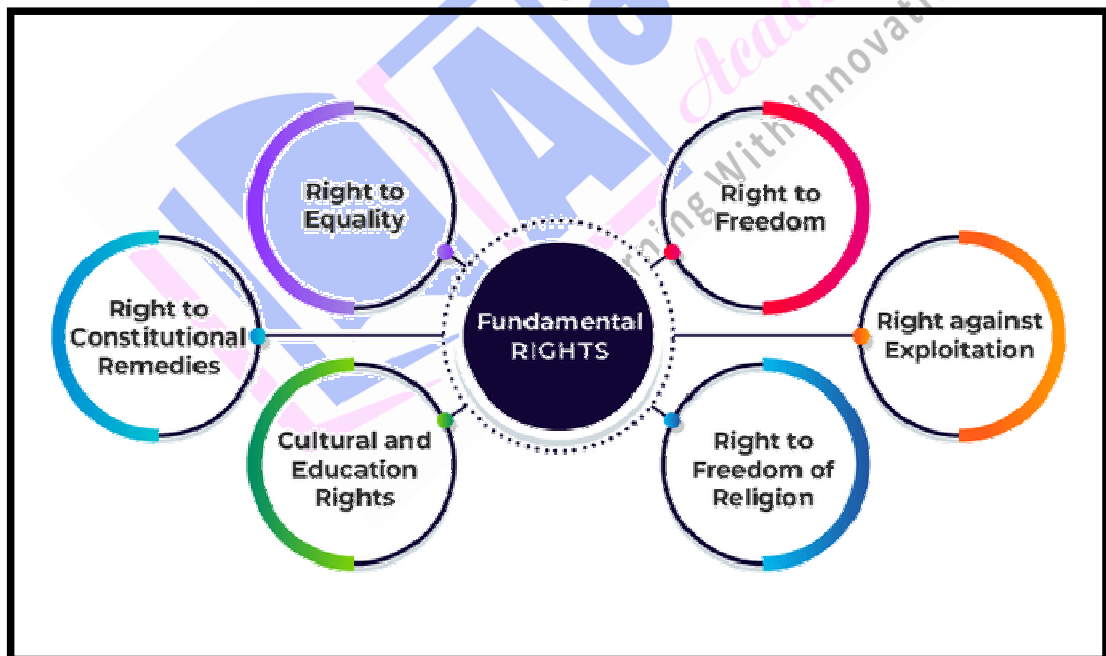 Right to
Equality
Right to
Freedom
Right to
Constitutional
Remedies
Fundamental
RIGHTS
Right against
Exploitation
Cultural and
Education
Rights
Right to
Freedom of
Religion